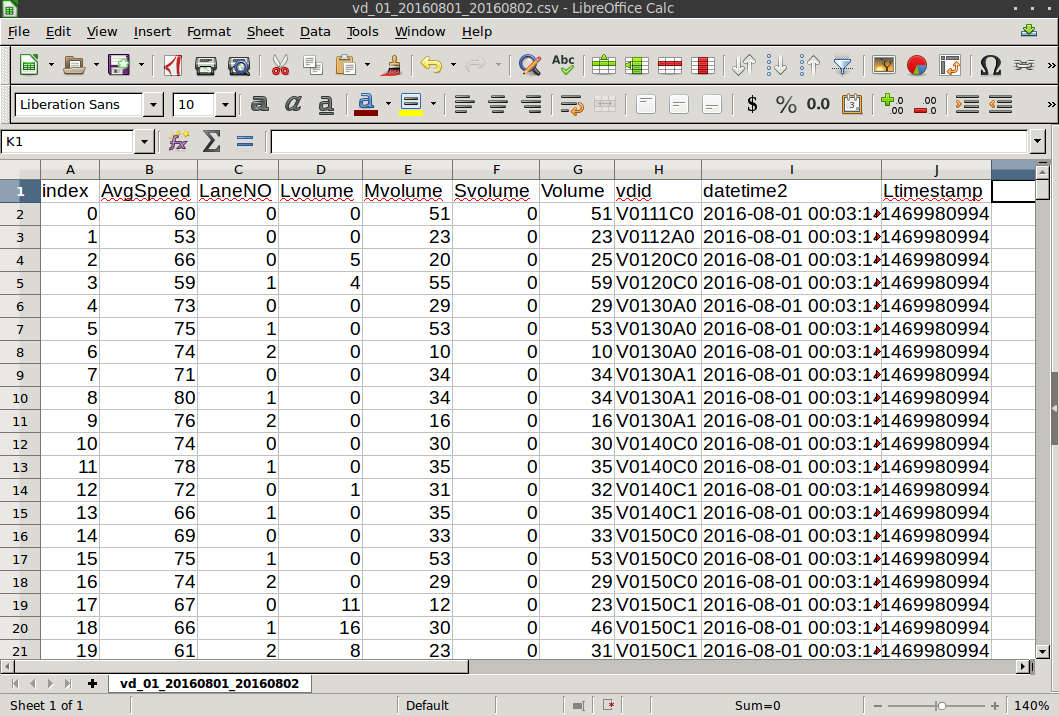 vd_01_20160801_20160802.csv - LibreOffice Calc
File Edit View Insert Format Sheet Data Tools Window Help
Abc
Liberation Sans 10 a a a a $ % 0.0
K1
A B C D E F G H I J
1 index AvgSpeed LaneNO Lvolume Mvolume Svolume Volume vdid datetime2 Ltimestamp
2 0 60 0 0 51 0 51 V0111C0 2016-08-01 00:03:1 1469980994
3 1 53 0 0 23 0 23 V0112A0 2016-08-01 00:03:1 1469980994
4 2 66 0 5 20 0 25 V0120C0 2016-08-01 00:03:1 1469980994
5 3 59 1 4 55 0 59 V0120C0 2016-08-01 00:03:1 1469980994
6 4 73 0 0 29 0 29 V0130A0 2016-08-01 00:03:1 1469980994
7 5 75 1 0 53 0 53 V0130A0 2016-08-01 00:03:1 1469980994
8 6 74 2 0 10 0 10 V0130A0 2016-08-01 00:03:1 1469980994
9 7 71 0 0 34 0 34 V0130A1 2016-08-01 00:03:1 1469980994
10 8 80 1 0 34 0 34 V0130A1 2016-08-01 00:03:1 1469980994
11 9 76 2 0 16 0 16 V0130A1 2016-08-01 00:03:1 1469980994
12 10 74 0 0 30 0 30 V0140C0 2016-08-01 00:03:1 1469980994
13 11 78 1 0 35 0 35 V0140C0 2016-08-01 00:03:1 1469980994
14 12 72 0 1 31 0 32 V0140C1 2016-08-01 00:03:1 1469980994
15 13 66 1 0 35 0 35 V0140C1 2016-08-01 00:03:1 1469980994
16 14 69 0 0 33 0 33 V0150C0 2016-08-01 00:03:1 1469980994
17 15 75 1 0 53 0 53 V0150C0 2016-08-01 00:03:1 1469980994
18 16 74 2 0 29 0 29 V0150C0 2016-08-01 00:03:1 1469980994
19 17 67 0 11 12 0 23 V0150C1 2016-08-01 00:03:1 1469980994
20 18 66 1 16 30 0 46 V0150C1 2016-08-01 00:03:1 1469980994
21 19 61 2 8 23 0 31 V0150C1 2016-08-01 00:03:1 1469980994
vd_01_20160801_20160802
Sheet 1 of 1 Default Sum=0 140%